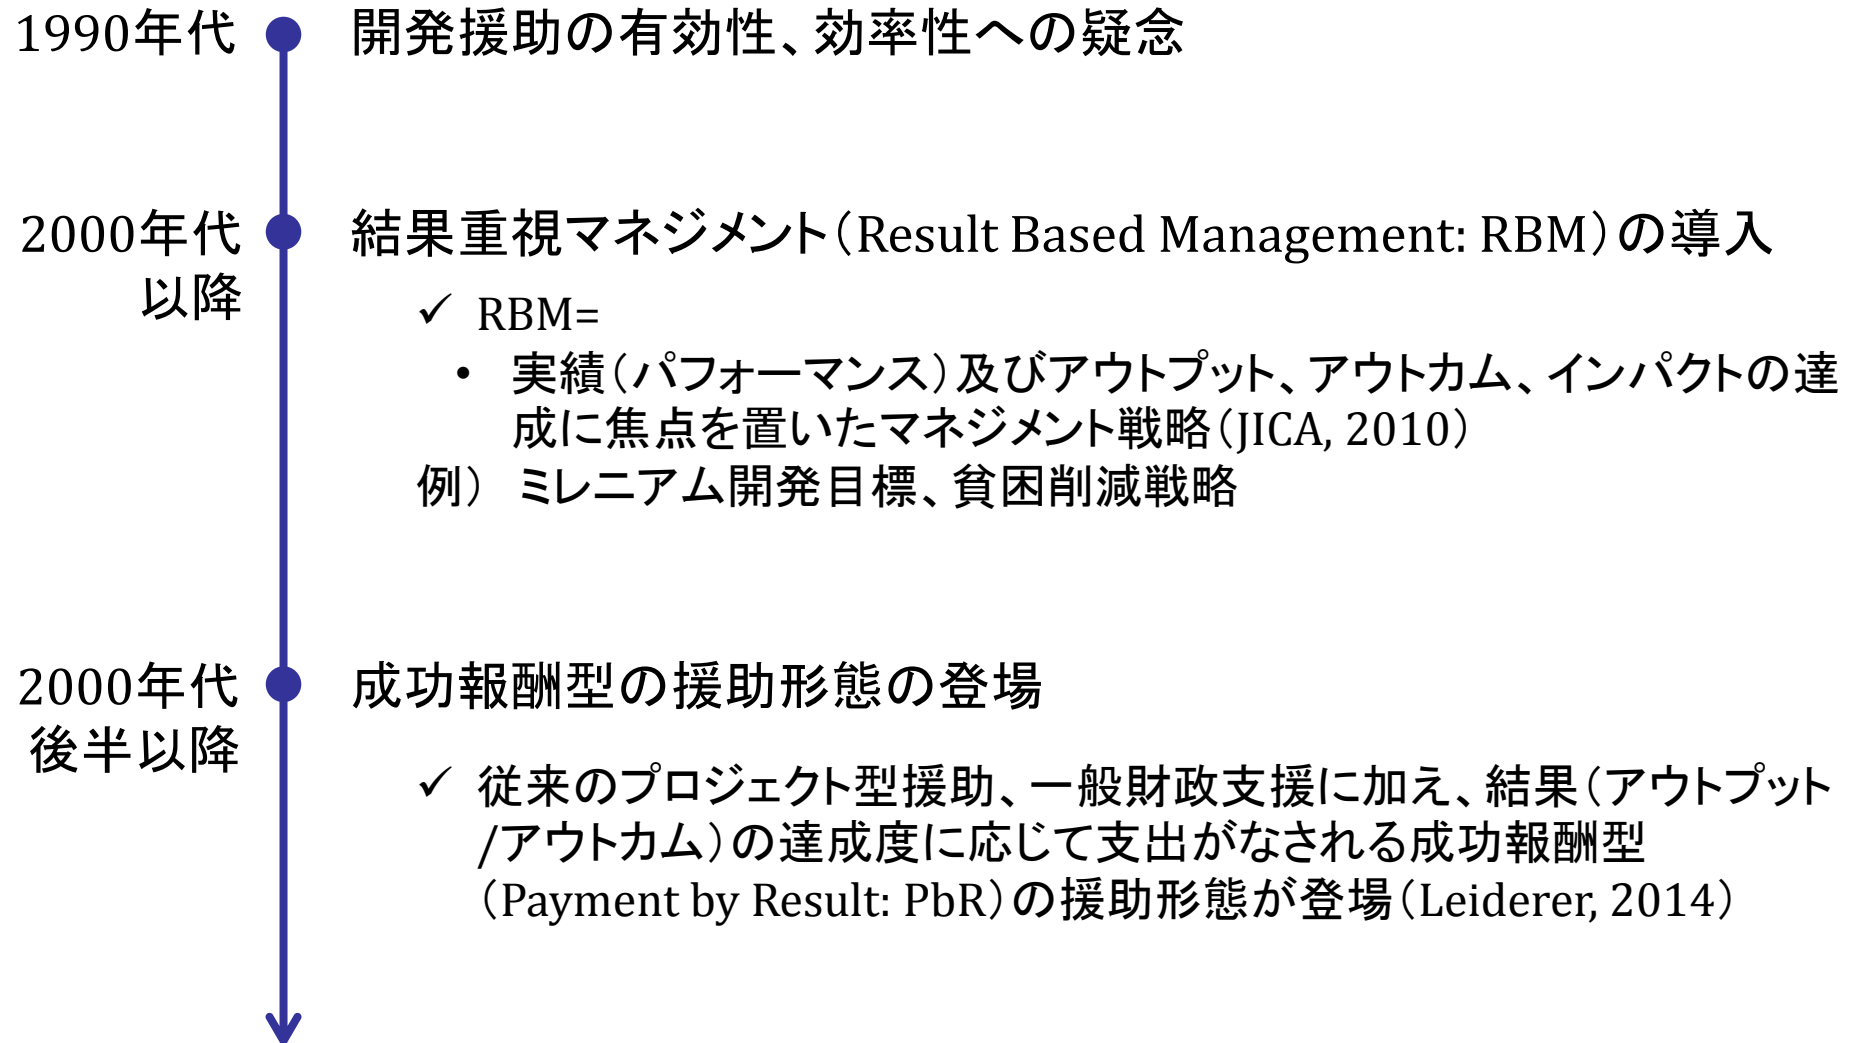 1990年代 開発援助の有効性、効率性への疑念
2000年代 結果重視マネジメント（Result Based Management: RBM）の導入
以降
✓ RBM=
• 実績（パフォーマンス）及びアウトプット、アウトカム、インパクトの達
成に焦点を置いたマネジメント戦略（JICA, 2010）
例） ミレニアム開発目標、貧困削減戦略
2000年代 成功報酬型の援助形態の登場
後半以降
✓ 従来のプロジェクト型援助、一般財政支援に加え、結果（アウトプット
/アウトカム）の達成度に応じて支出がなされる成功報酬型
（Payment by Result: PbR）の援助形態が登場（Leiderer, 2014）